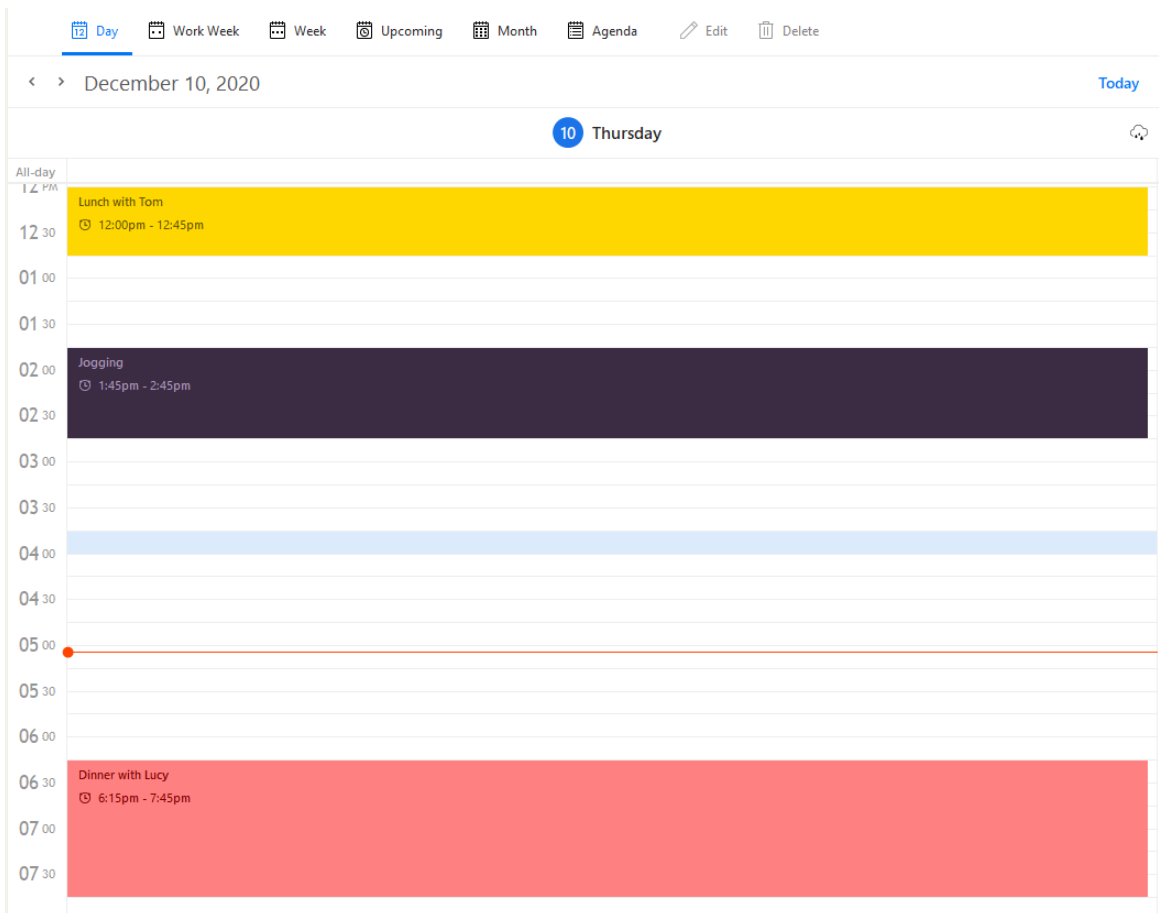 12 Day Work Week Week Upcoming Month Agenda Edit Delete
December 10, 2020 Today
10 Thursday
All-day
12 PM
Lunch with Tom
12:00pm - 12:45pm
12 30
01 00
01 30
Jogging
02 00
1:45pm - 2:45pm
02 30
03 00
03 30
04 00
04 30
05 00
05 30
06 00
Dinner with Lucy
06 30
6:15pm - 7:45pm
07 00
07 30